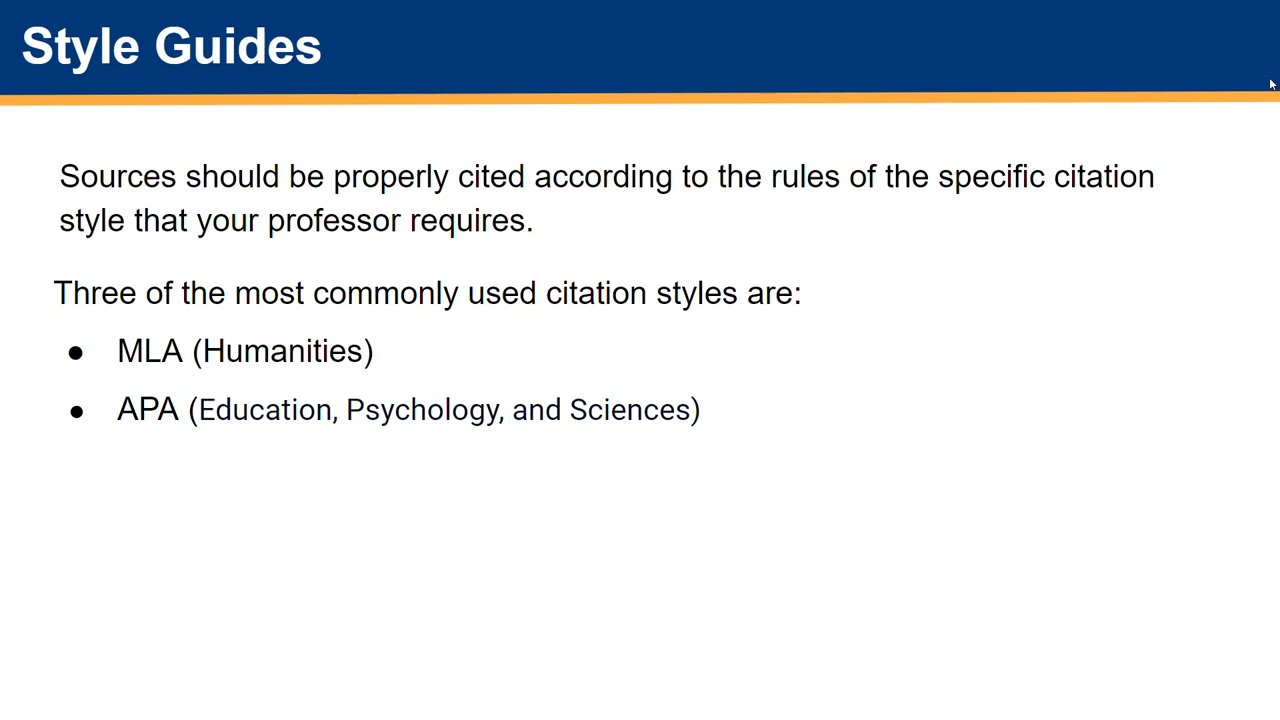 Style Guides
Sources should be properly cited according to the rules of the specific citation
style that your professor requires.
Three of the most commonly used citation styles are:
● MLA (Humanities)
● APA (Education, Psychology, and Sciences)